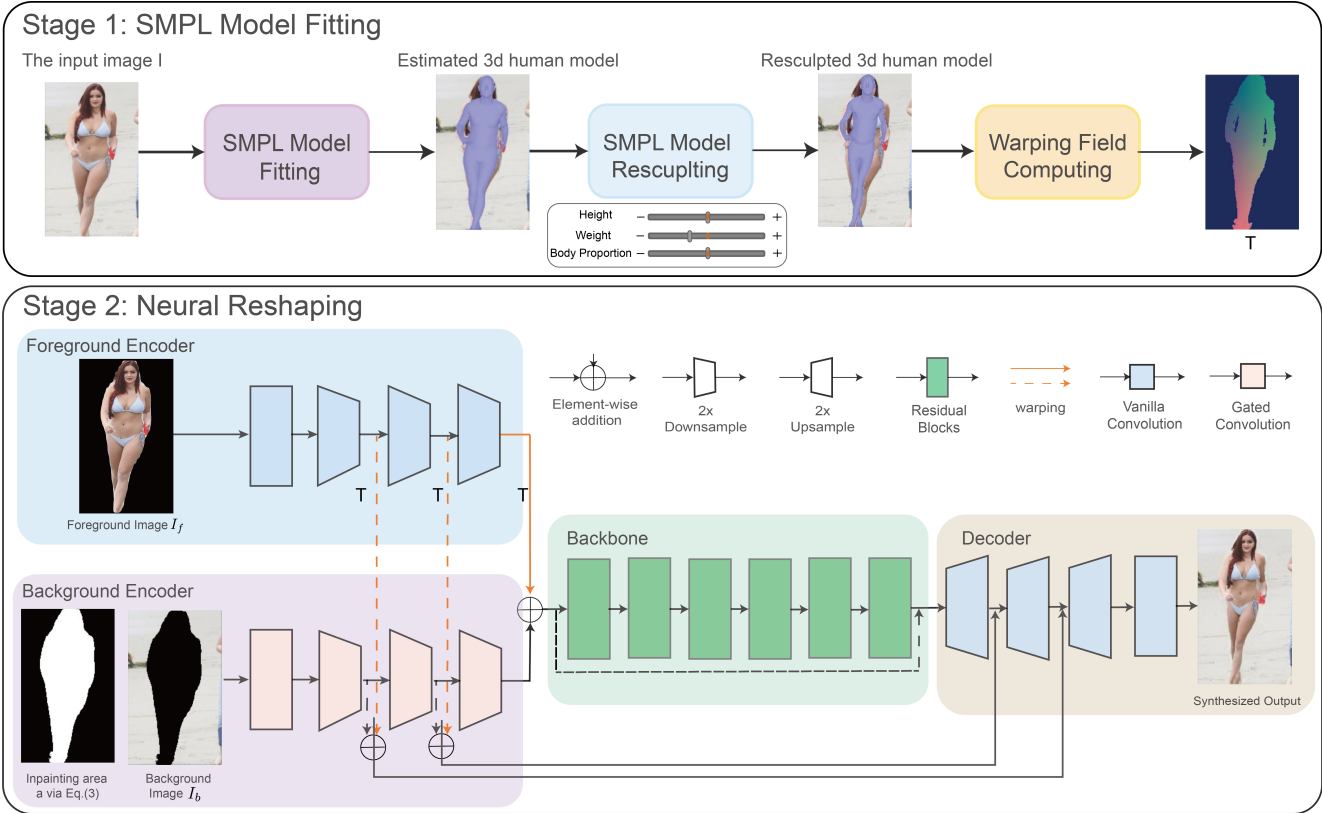 Stage 1: SMPL Model Fitting
The input image I
Estimated 3d human model
Resculpted 3d human model
SMPL Model
Fitting
SMPL Model
Rescuplting
Warping Field
Computing
Height − +
Weight − +
Body Proportion − +
T
Stage 2: Neural Reshaping
Foreground Encoder
Foreground Image I_f
T
T
T
Element-wise
addition
2x
Downsample
2x
Upsample
Residual
Blocks
warping
Vanilla
Convolution
Gated
Convolution
Background Encoder
Inpainting area
a via Eq.(3)
Background
Image I_b
Backbone
Decoder
Synthesized Output